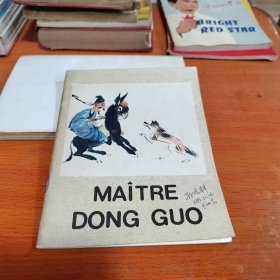 BRIGHT
RED STAR
MAÎTRE
DONG GUO